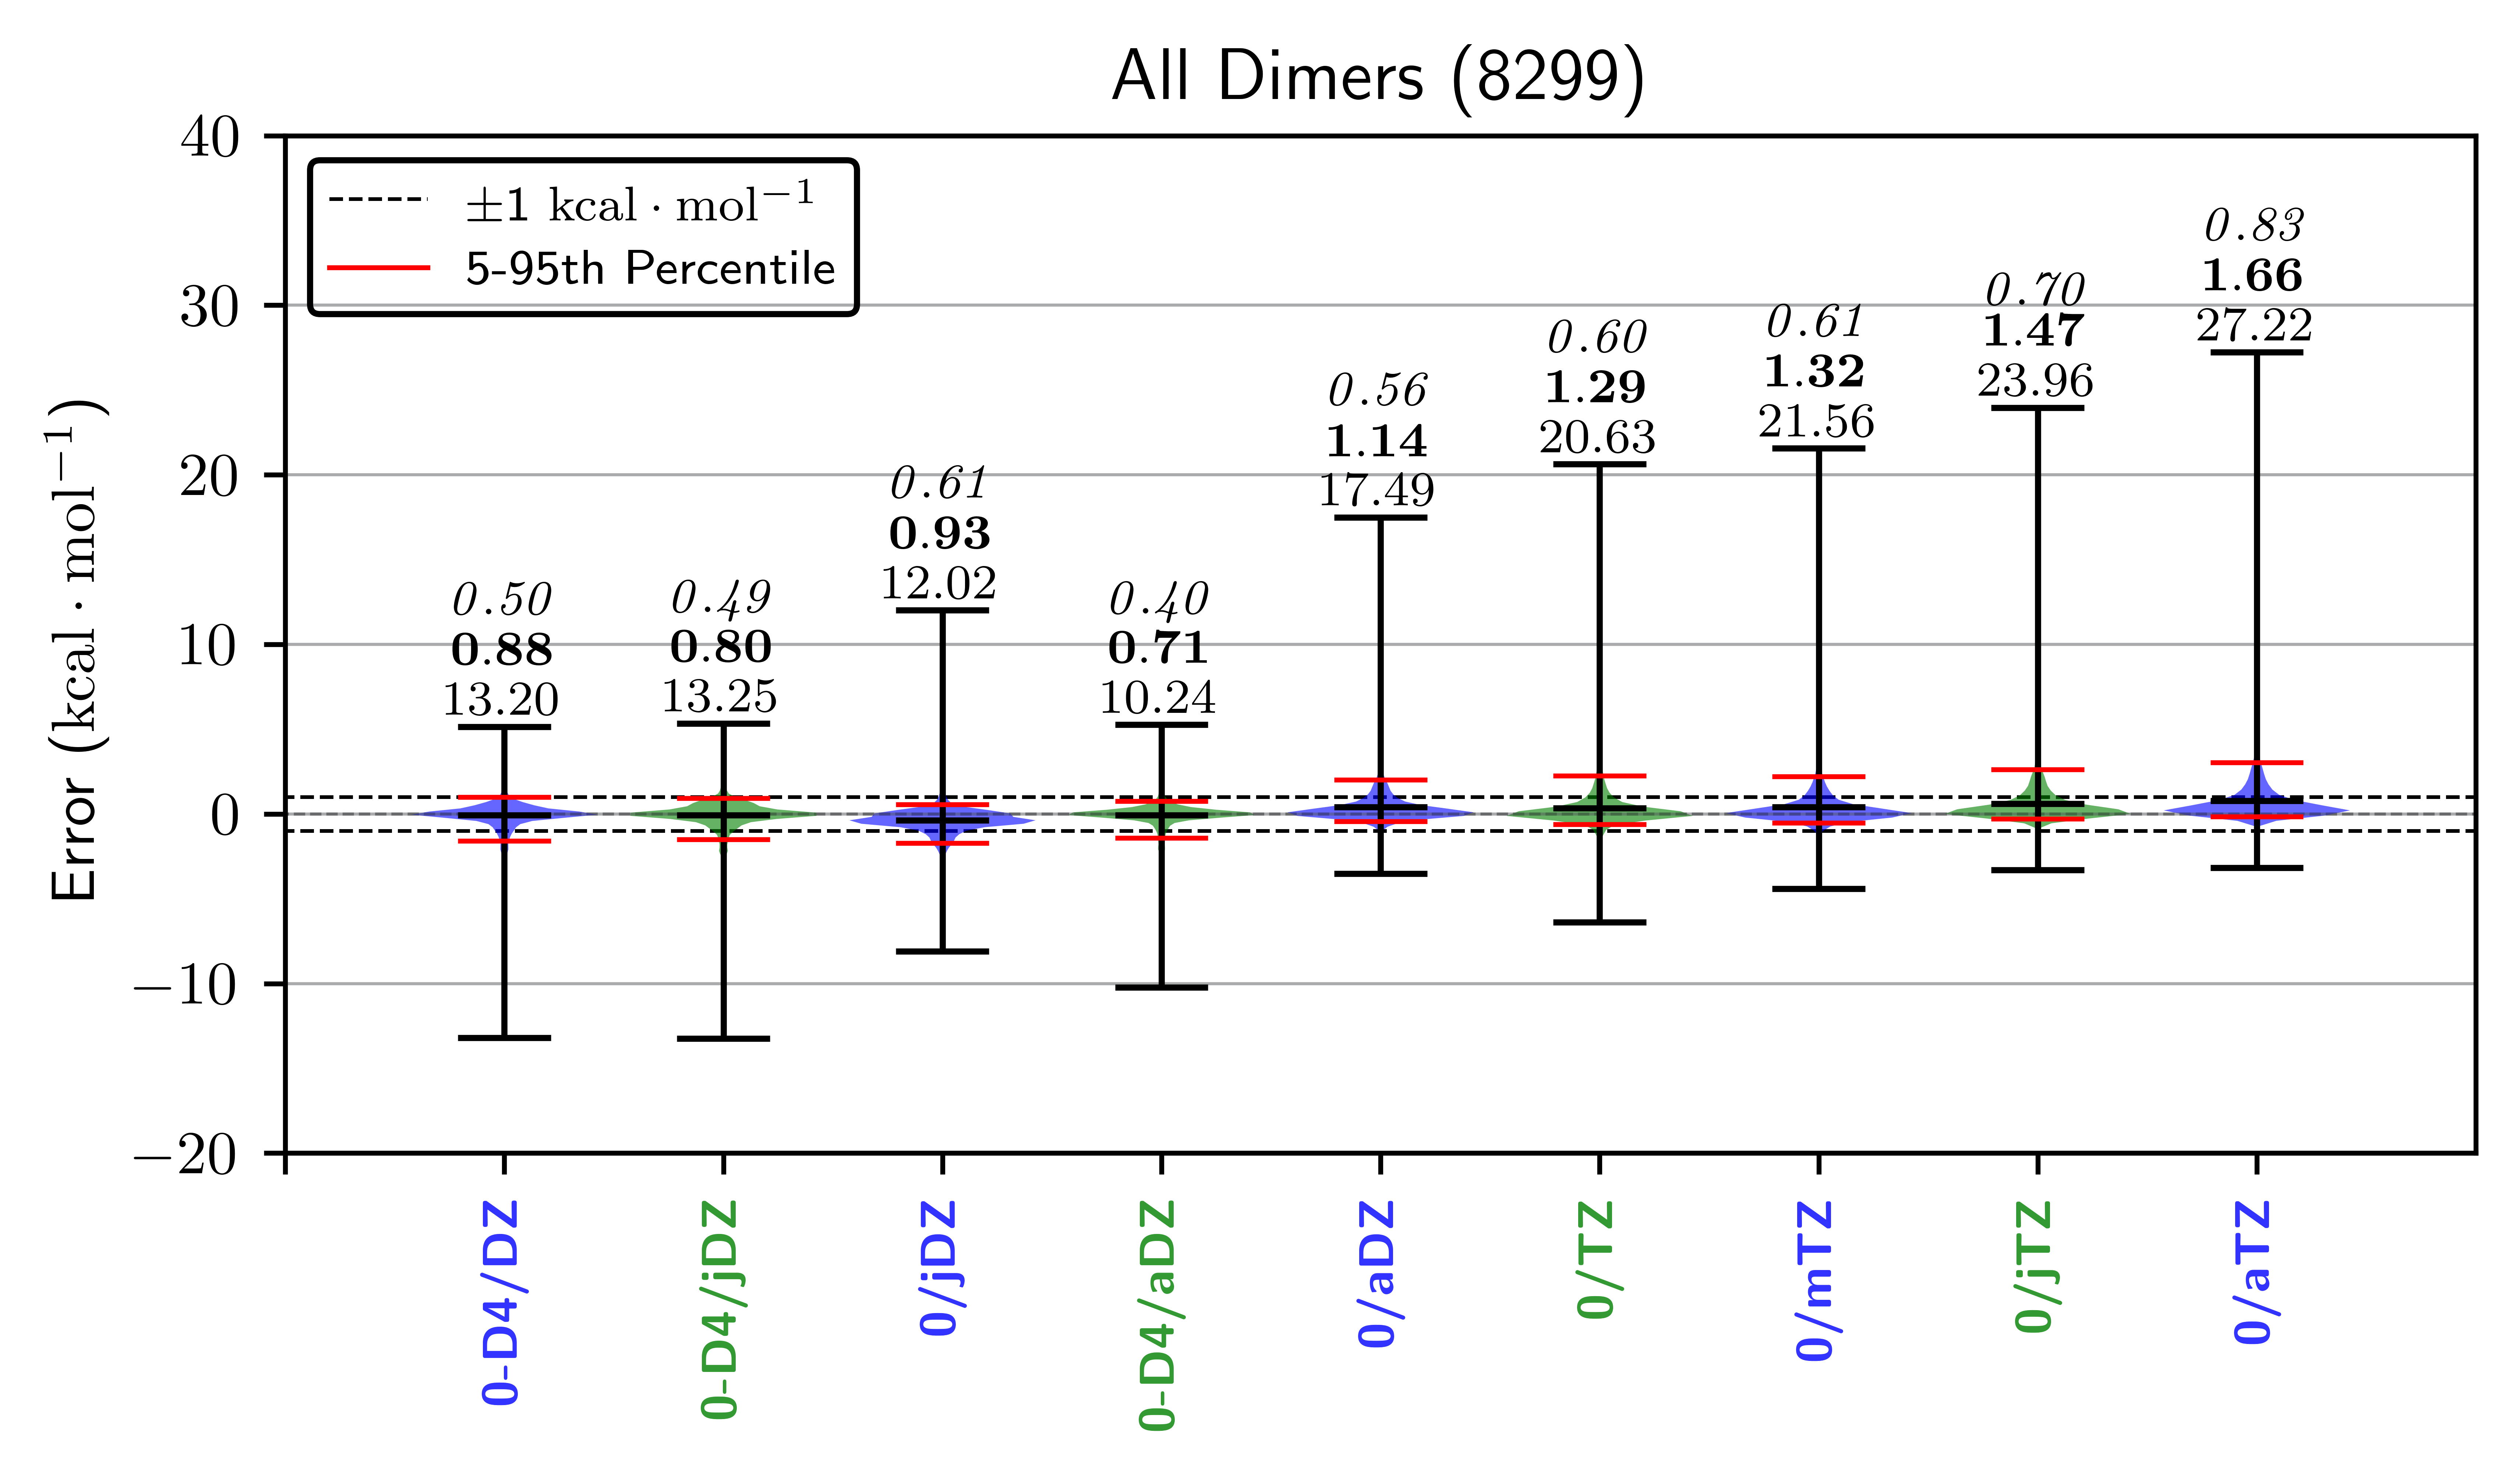 All Dimers (8299)
Error (kcal · mol⁻¹)
40
30
20
10
0
−10
−20
±1 kcal · mol⁻¹
5-95th Percentile
0.50
0.88
13.20
0.49
0.80
13.25
0.61
0.93
12.02
0.40
0.71
10.24
0.56
1.14
17.49
0.60
1.29
20.63
0.61
1.32
21.56
0.70
1.47
23.96
0.83
1.66
27.22
0-D4/DZ
0-D4/jDZ
0/jDZ
0-D4/aDZ
0/aDZ
0/TZ
0/mTZ
0/jTZ
0/aTZ